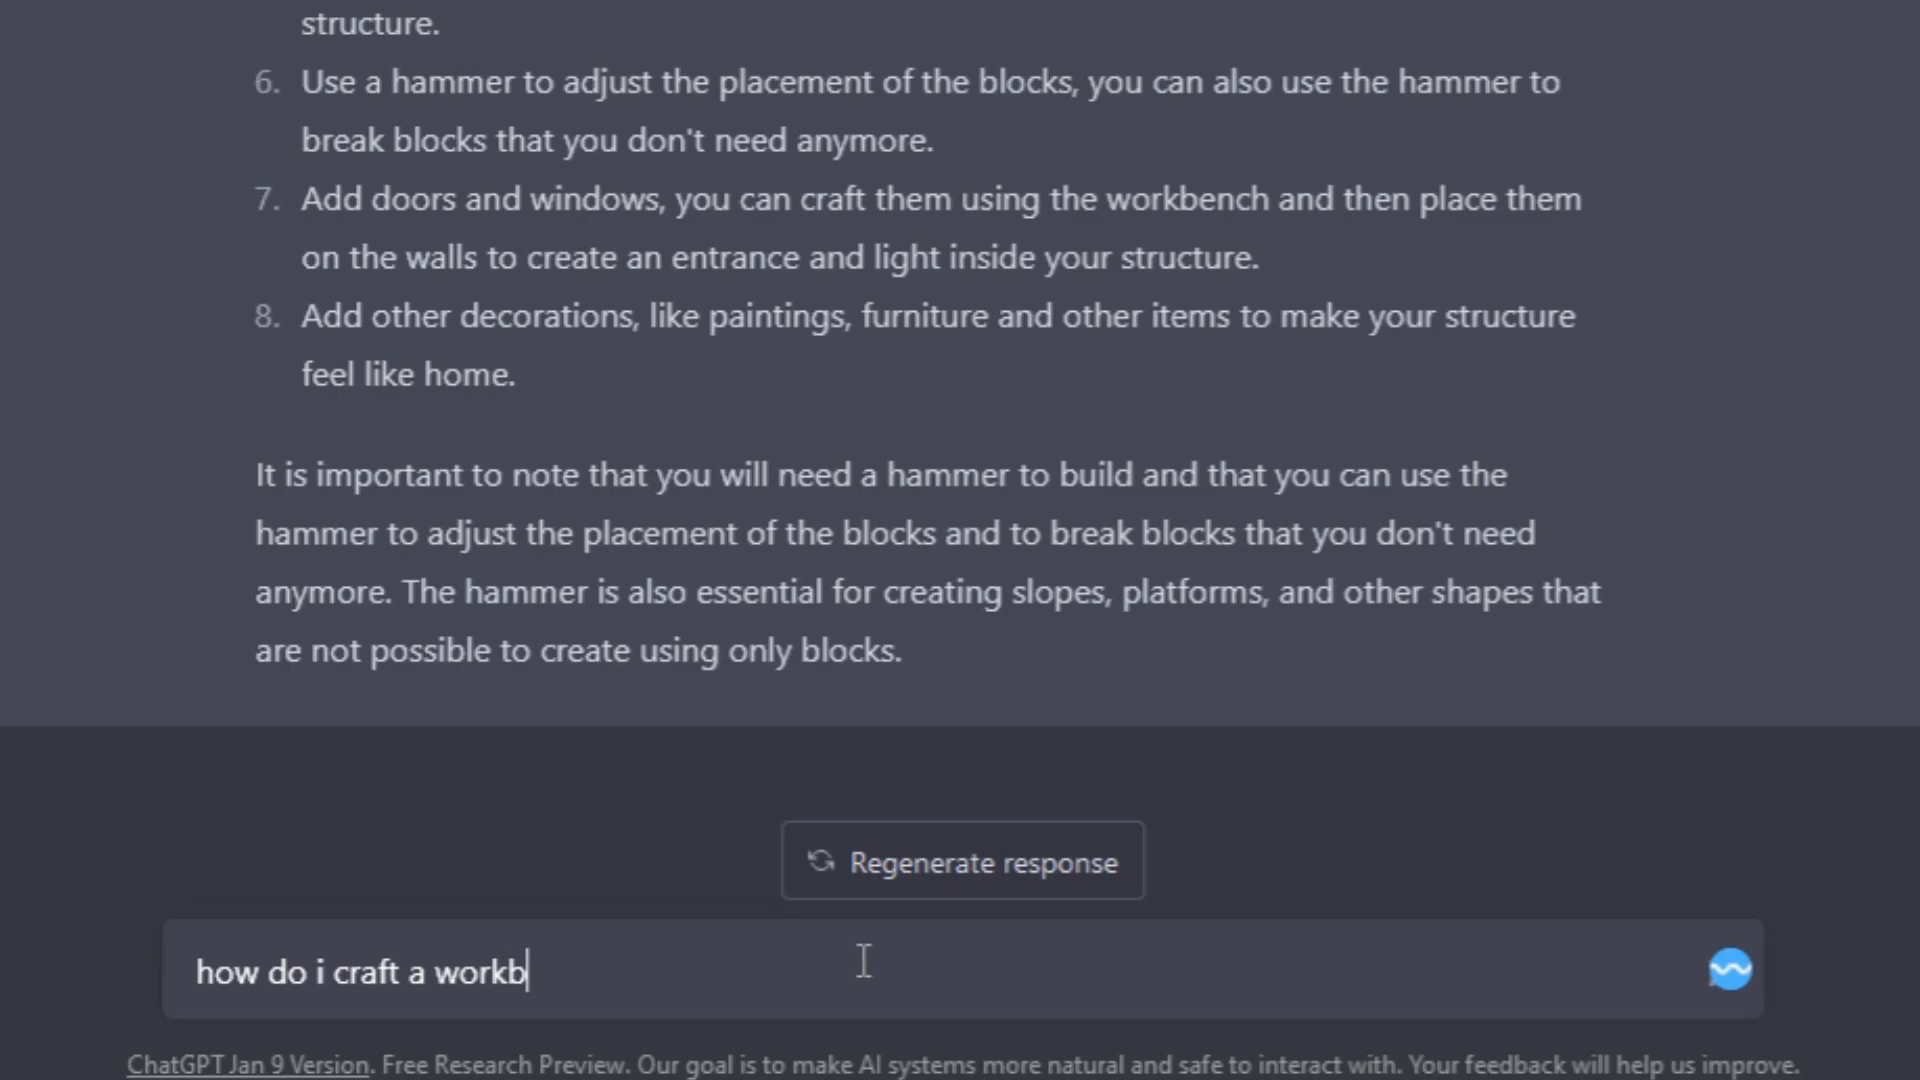 structure.
6. Use a hammer to adjust the placement of the blocks, you can also use the hammer to
break blocks that you don't need anymore.
7. Add doors and windows, you can craft them using the workbench and then place them
on the walls to create an entrance and light inside your structure.
8. Add other decorations, like paintings, furniture and other items to make your structure
feel like home.
It is important to note that you will need a hammer to build and that you can use the
hammer to adjust the placement of the blocks and to break blocks that you don't need
anymore. The hammer is also essential for creating slopes, platforms, and other shapes that
are not possible to create using only blocks.
Regenerate response
how do i craft a workb
ChatGPT Jan 9 Version. Free Research Preview. Our goal is to make AI systems more natural and safe to interact with. Your feedback will help us improve.